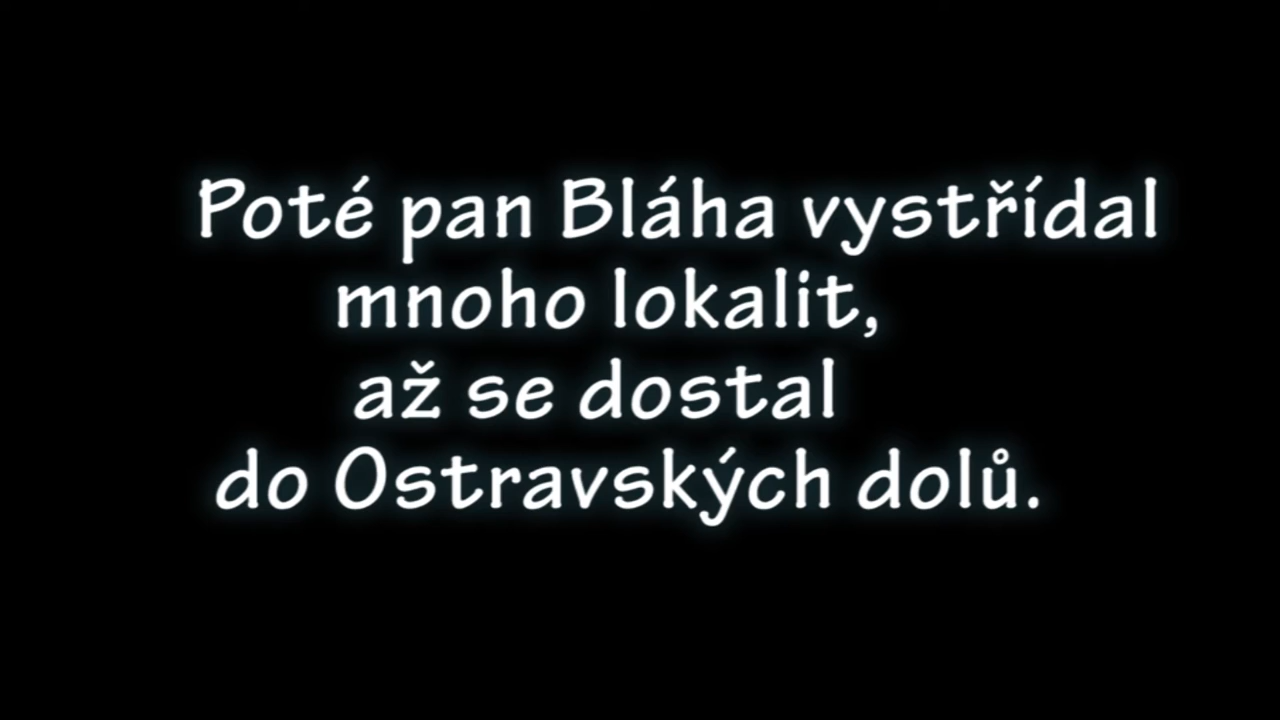 Poté pan Bláha vystřídal
mnoho lokalit,
až se dostal
do Ostravských dolů.